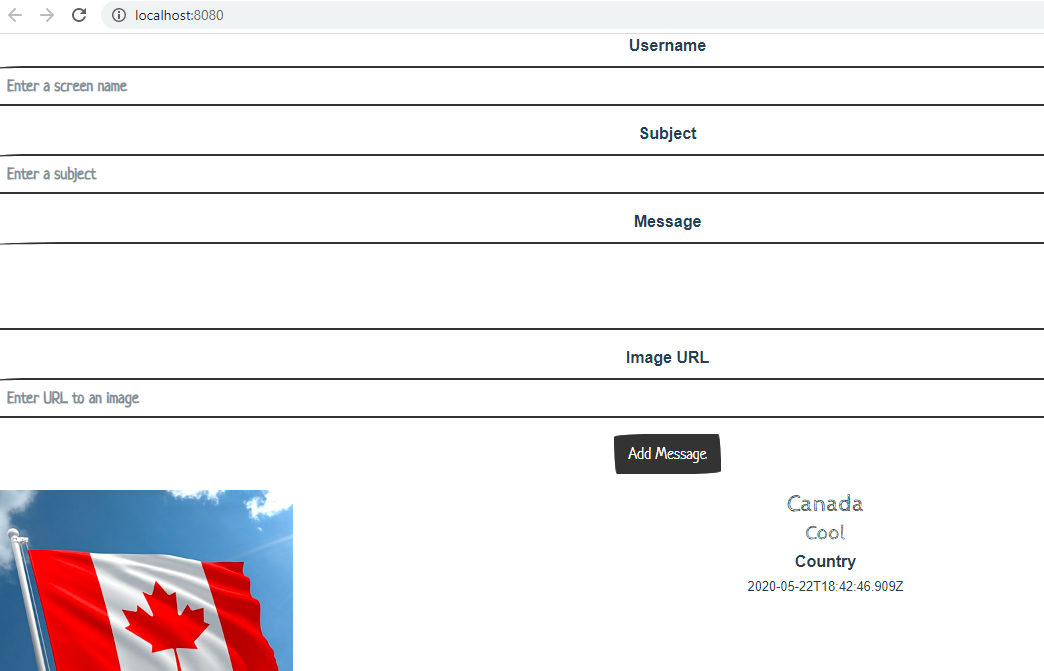 localhost:8080
Username
Enter a screen name
Subject
Enter a subject
Message
Image URL
Enter URL to an image
Add Message
Canada
Cool
Country
2020-05-22T18:42:46.909Z